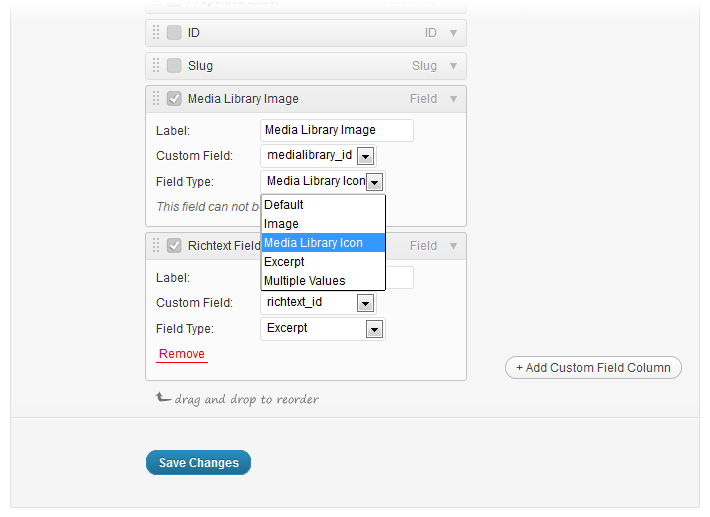 ID ID
Slug Slug
Media Library Image Field
Label: Media Library Image
Custom Field: medialibrary_id
Field Type: Media Library Icon
This field can not b
Default
Image
Media Library Icon
Excerpt
Multiple Values
Richtext Field Field
Label:
Custom Field: richtext_id
Field Type: Excerpt
Remove
+ Add Custom Field Column
drag and drop to reorder
Save Changes